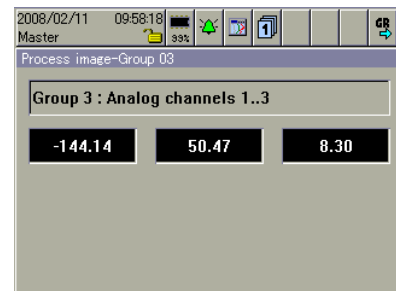 2008/02/11 09:58:18
Master 99% 1 GR
Process image-Group 03
Group 3 : Analog channels 1..3
-144.14 50.47 8.30